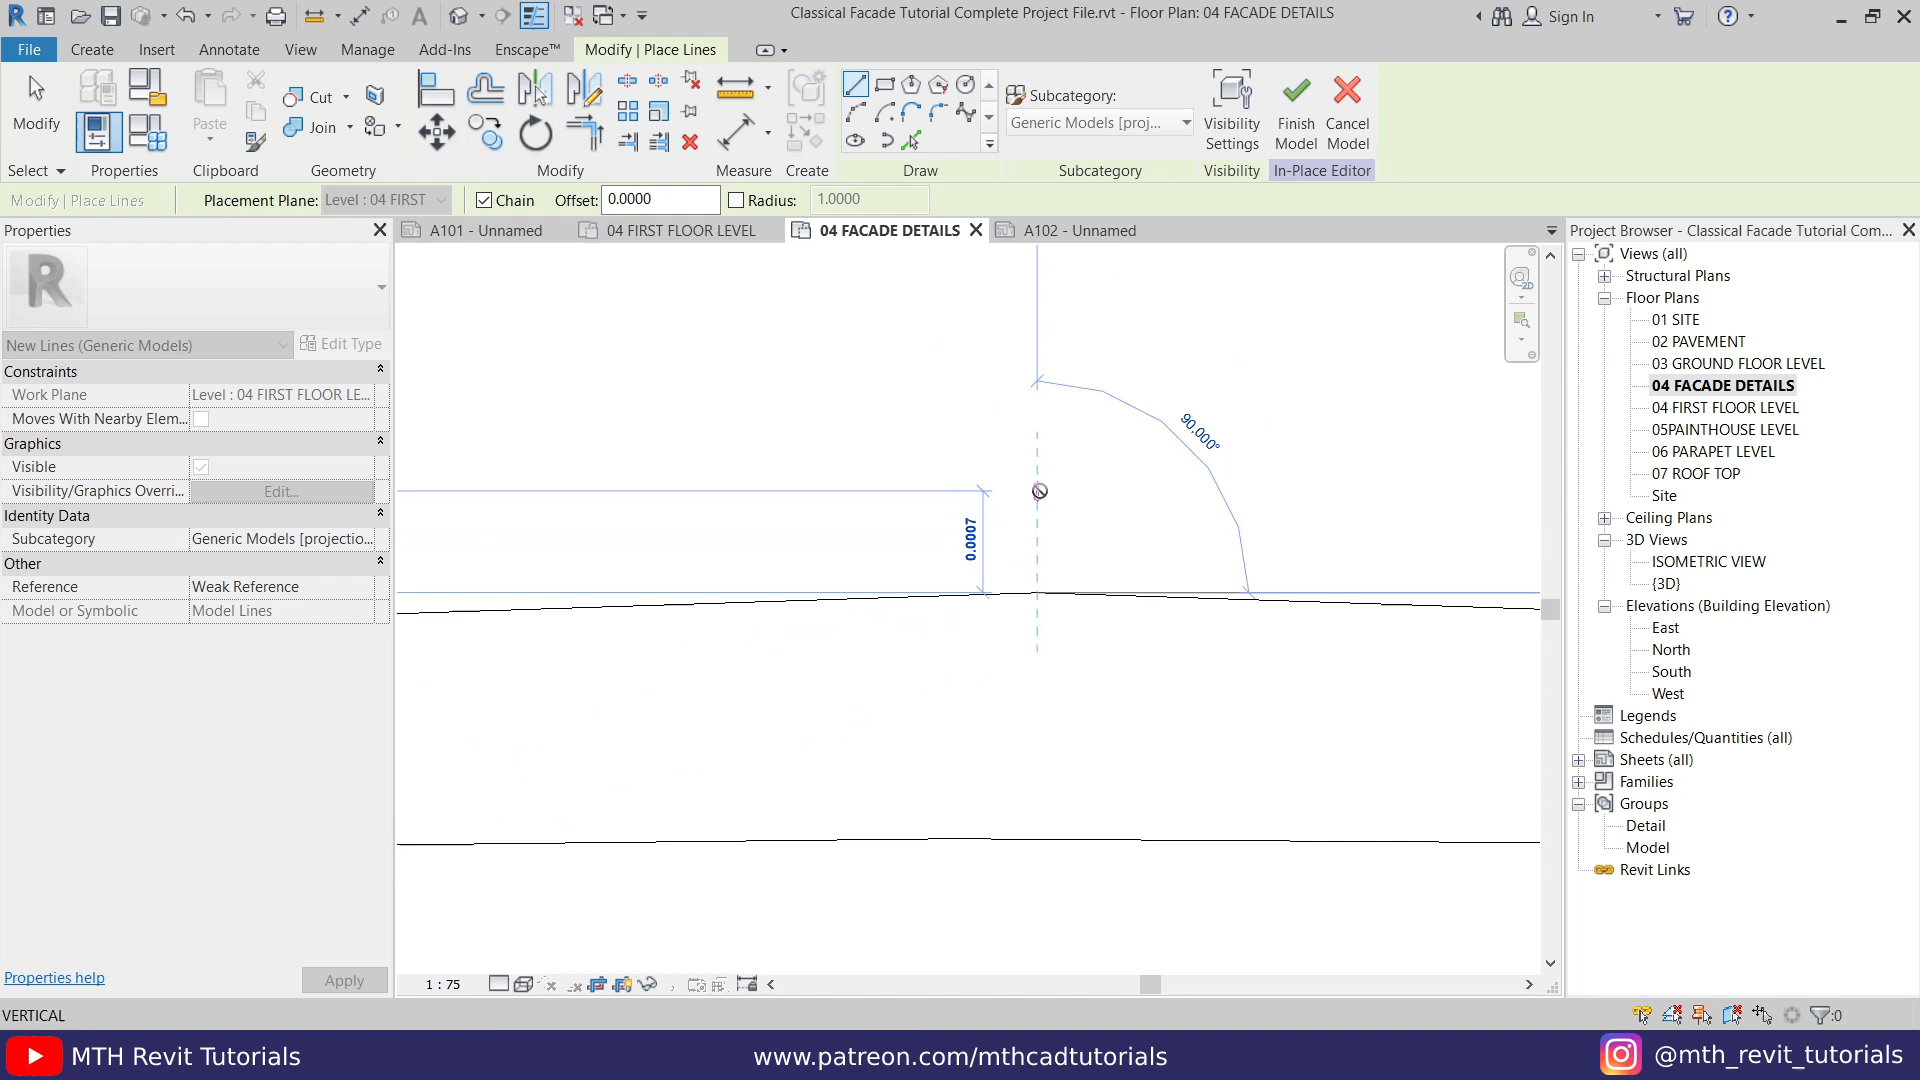 Classical Facade Tutorial Complete Project File.rvt - Floor Plan: 04 FACADE DETAILS
Sign In
File Create Insert Annotate View Manage Add-Ins Enscape™ Modify | Place Lines
Modify
Paste
Cut
Join
Subcategory:
Generic Models [proj...
Visibility Settings
Finish Model
Cancel Model
Select Properties Clipboard Geometry Modify Measure Create Draw Subcategory Visibility In-Place Editor
Modify | Place Lines Placement Plane: Level : 04 FIRST Chain Offset: 0.0000 Radius: 1.0000
Properties
A101 - Unnamed
04 FIRST FLOOR LEVEL
04 FACADE DETAILS
A102 - Unnamed
Project Browser - Classical Facade Tutorial Com...
R
New Lines (Generic Models) Edit Type
Constraints
Work Plane Level : 04 FIRST FLOOR LE...
Moves With Nearby Elem...
Graphics
Visible
Visibility/Graphics Overri... Edit...
Identity Data
Subcategory Generic Models [projectio...
Other
Reference Weak Reference
Model or Symbolic Model Lines
Properties help
Apply
90.000°
0.0007
2D
1 : 75
Views (all)
Structural Plans
Floor Plans
01 SITE
02 PAVEMENT
03 GROUND FLOOR LEVEL
04 FACADE DETAILS
04 FIRST FLOOR LEVEL
05PAINTHOUSE LEVEL
06 PARAPET LEVEL
07 ROOF TOP
Site
Ceiling Plans
3D Views
ISOMETRIC VIEW
{3D}
Elevations (Building Elevation)
East
North
South
West
Legends
Schedules/Quantities (all)
Sheets (all)
Families
Groups
Detail
Model
Revit Links
VERTICAL
:0
MTH Revit Tutorials
www.patreon.com/mthcadtutorials
@mth_revit_tutorials